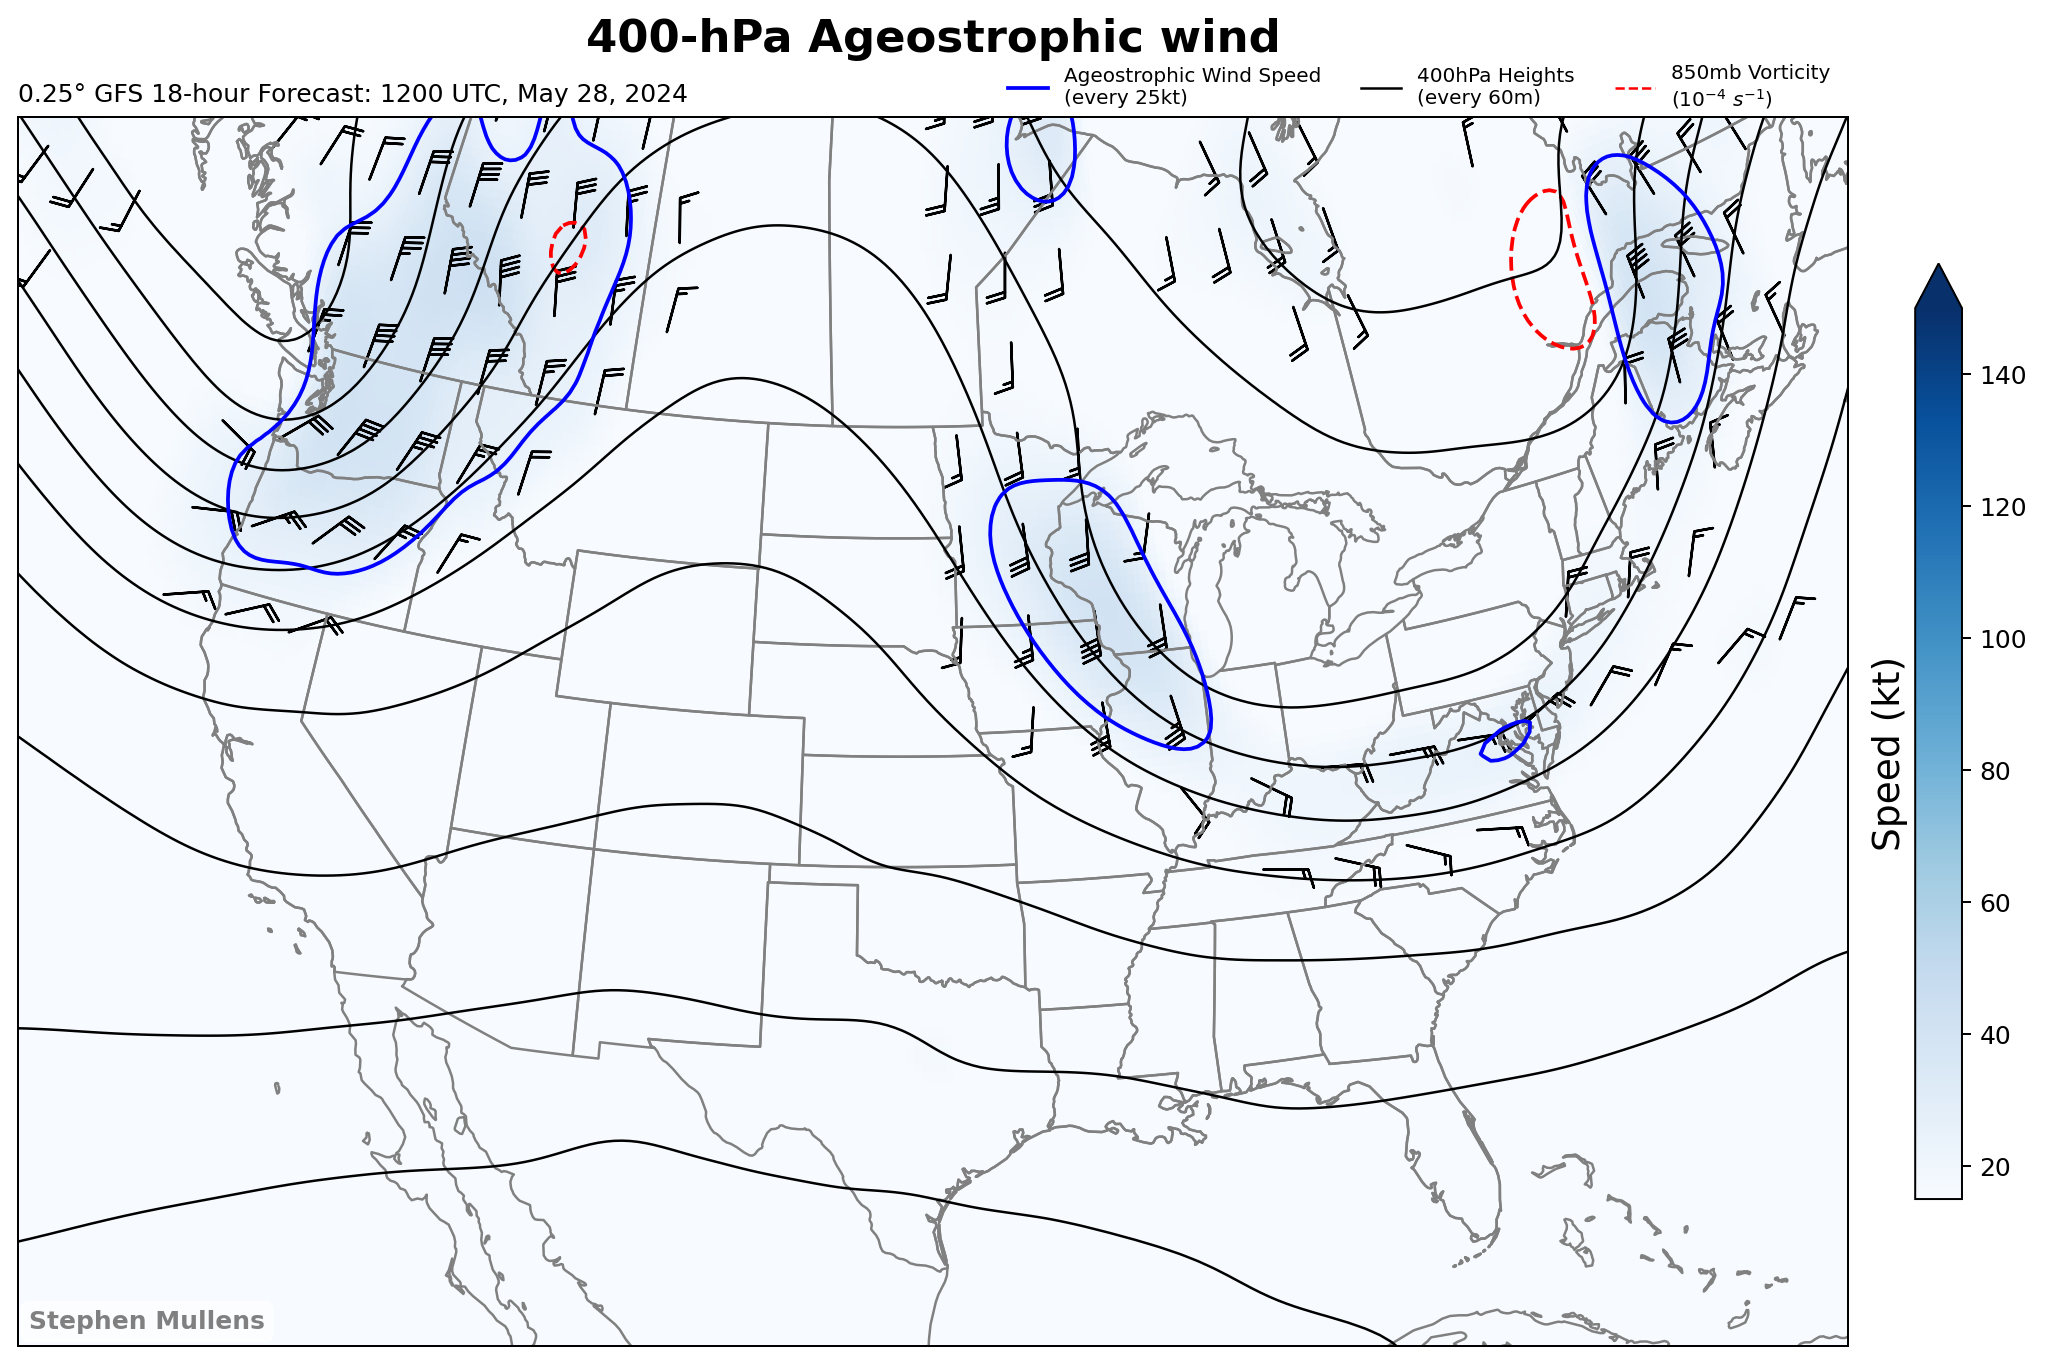 400-hPa Ageostrophic wind
0.25° GFS 18-hour Forecast: 1200 UTC, May 28, 2024
Ageostrophic Wind Speed
(every 25kt)
400hPa Heights
(every 60m)
850mb Vorticity
(10⁻⁴ s⁻¹)
140
120
100
80
60
40
20
Speed (kt)
Stephen Mullens